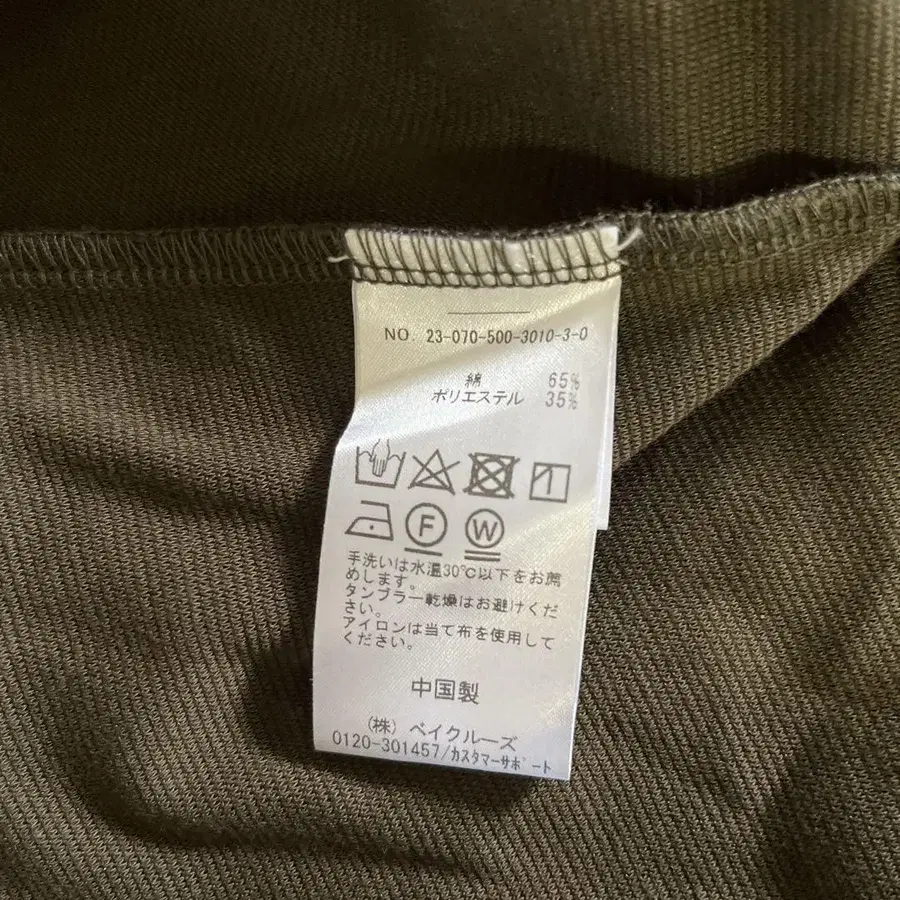 NO. 23-070-500-3010-3-0
綿 65%
ポリエステル 35%
F W
手洗いは水温30℃以下をお薦
めします。
タンブラー乾燥はお避けくだ
さい。
アイロンは当て布を使用して
ください。
中国製
(株) ベイクルーズ
0120-301457/カスタマーサポート